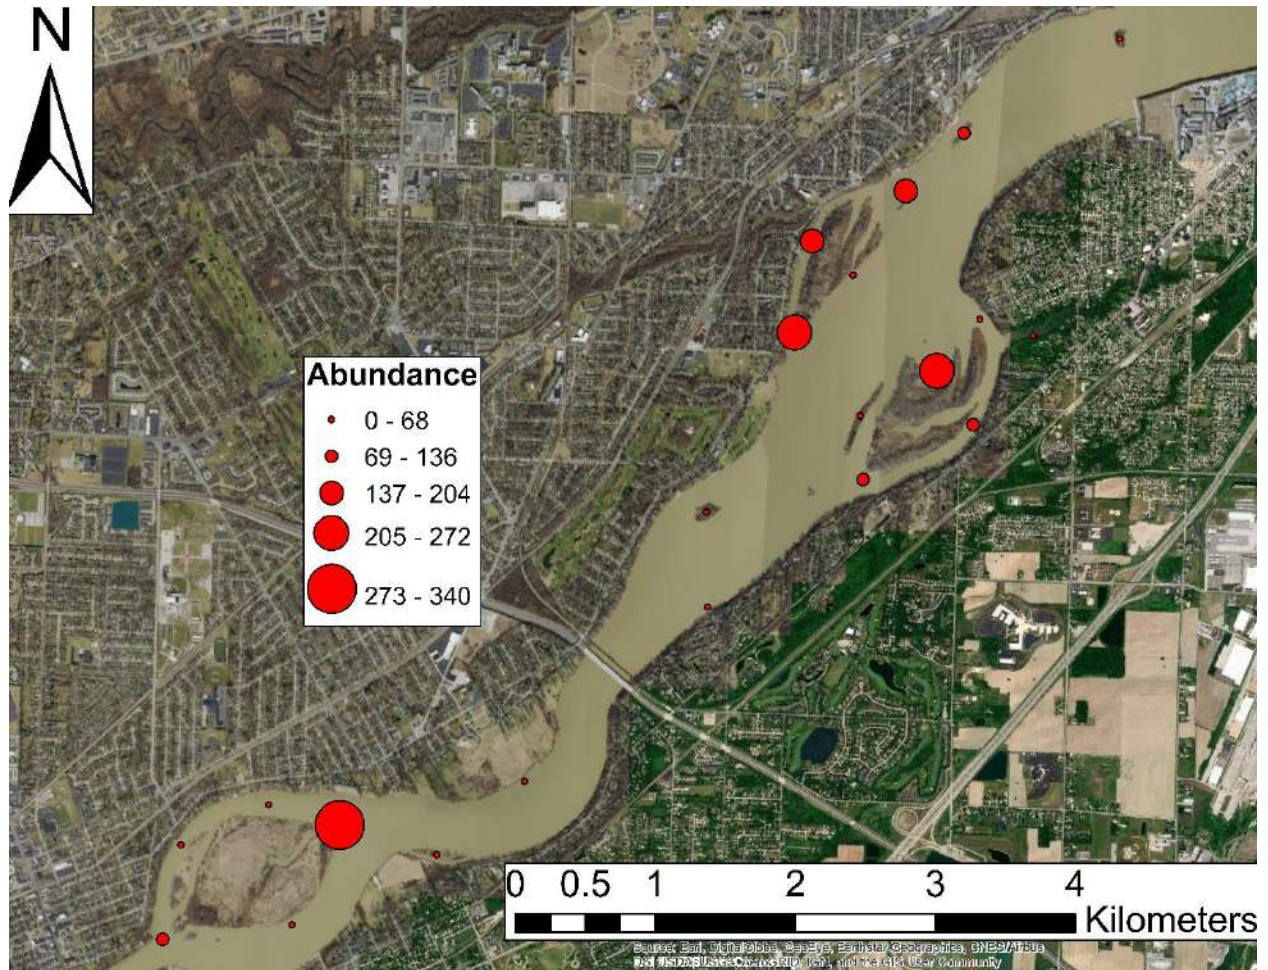 N
Abundance
0 - 68
69 - 136
137 - 204
205 - 272
273 - 340
0 0.5 1 2 3 4
Kilometers
Source: Esri, DigitalGlobe, GeoEye, Earthstar Geographics, CNES/Airbus
and the GIS User Community